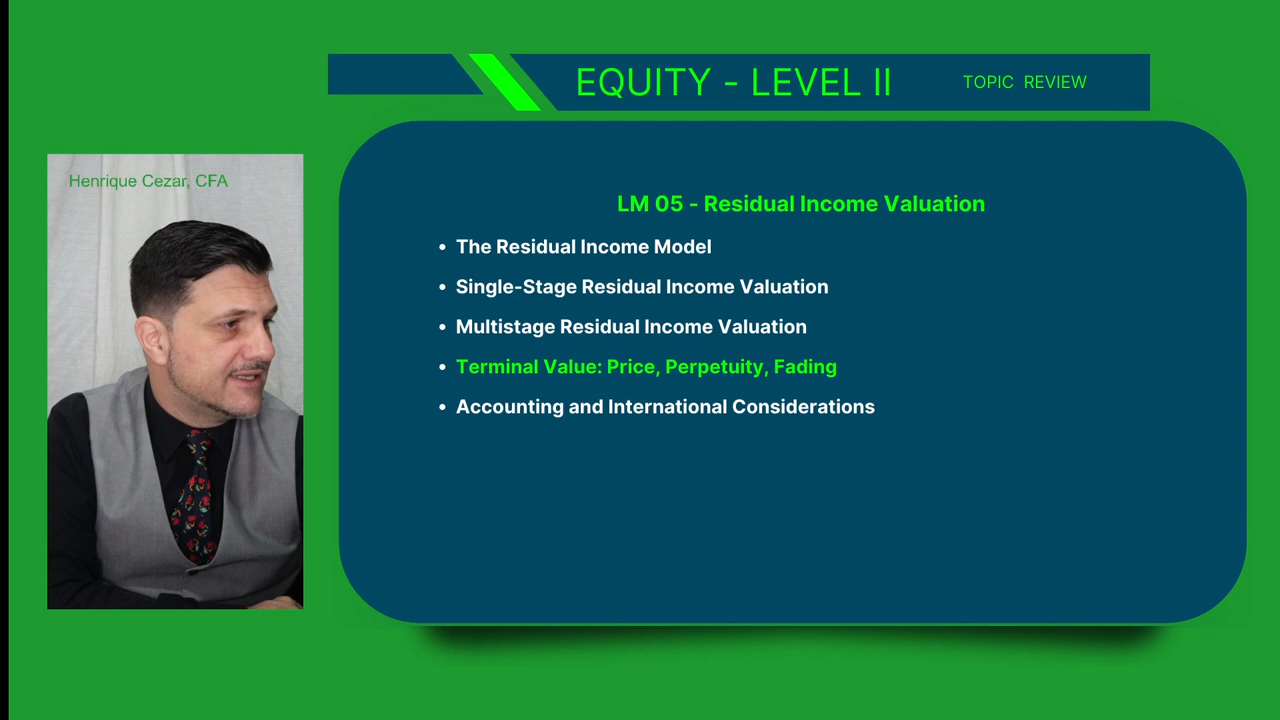 EQUITY - LEVEL II
TOPIC REVIEW
Henrique Cezar, CFA
LM 05 - Residual Income Valuation
• The Residual Income Model
• Single-Stage Residual Income Valuation
• Multistage Residual Income Valuation
• Terminal Value: Price, Perpetuity, Fading
• Accounting and International Considerations